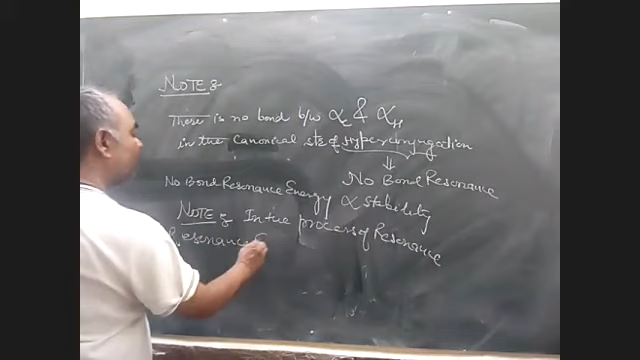 NOTE :-
There is no bond b/w αC & αH
in the canonical str of Hyperconjugation
⇓
No Bond Resonance
No Bond Resonance Energy ∝ stability
NOTE :- In the process of Resonance
Resonance E